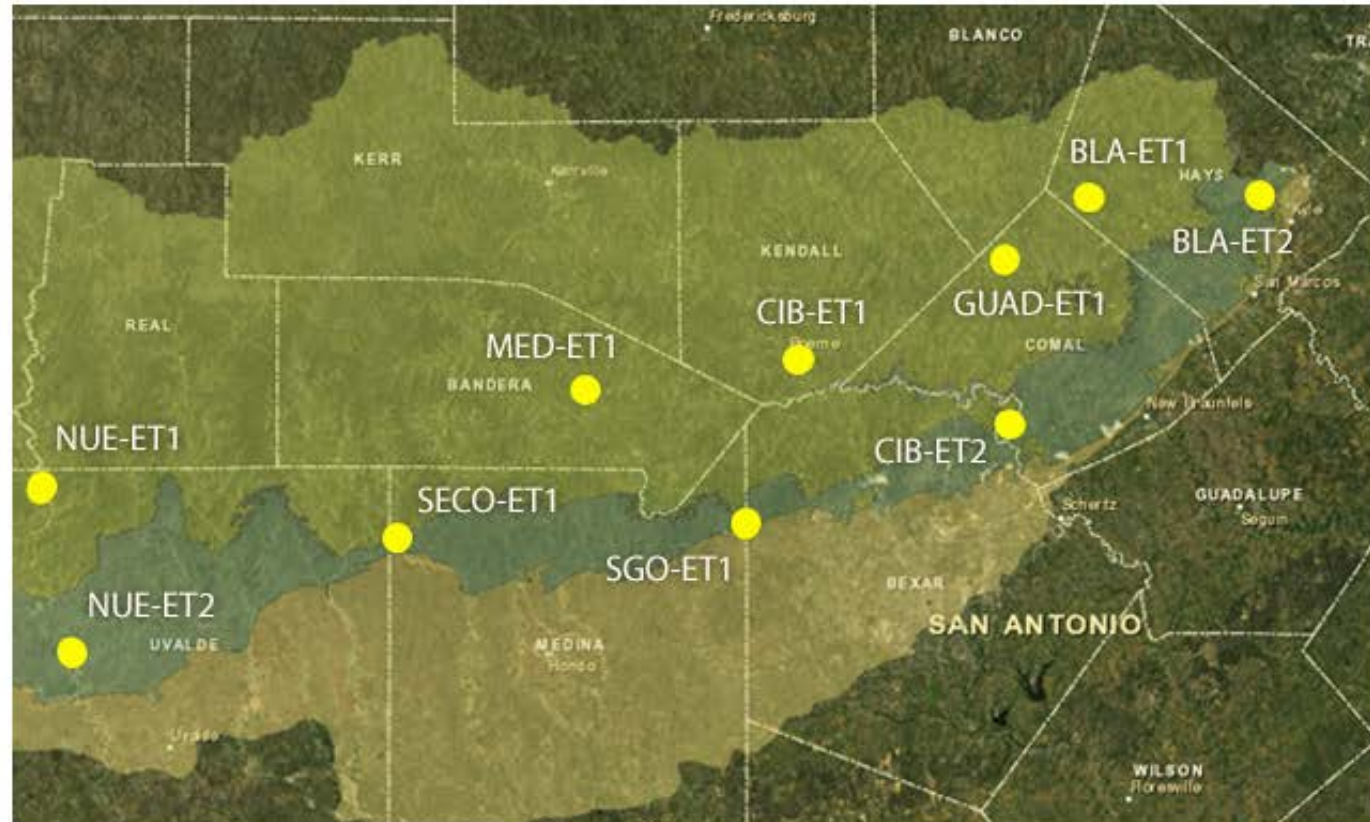 Fredericksburg
BLANCO
KERR
Kerrville
BLA-ET1
HAYS
BLA-ET2
KENDALL
GUAD-ET1
San Marcos
CIB-ET1
Boerne
REAL
COMAL
MED-ET1
BANDERA
New Braunfels
NUE-ET1
CIB-ET2
SECO-ET1
GUADALUPE
Schertz
Seguin
SGO-ET1
BEXAR
NUE-ET2
UVALDE
MEDINA
Hondo
SAN ANTONIO
Uvalde
WILSON
Floresville